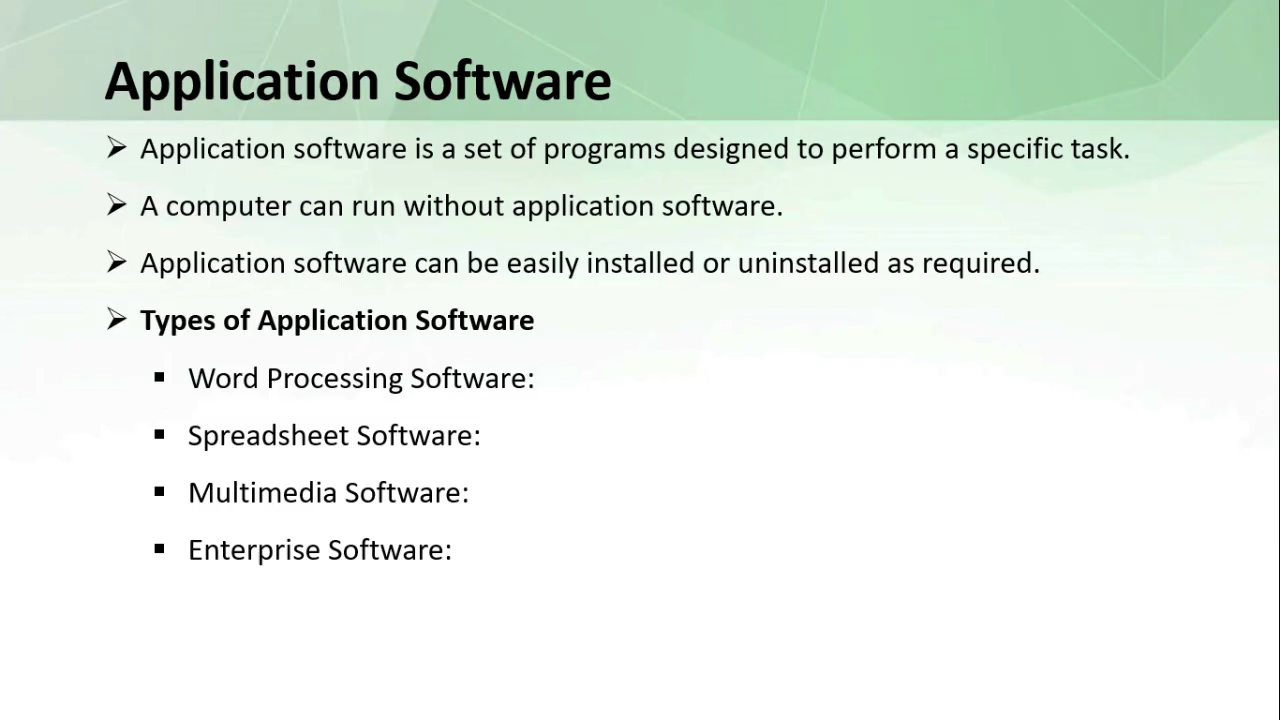 Application Software
➢ Application software is a set of programs designed to perform a specific task.
➢ A computer can run without application software.
➢ Application software can be easily installed or uninstalled as required.
➢ Types of Application Software
▪ Word Processing Software:
▪ Spreadsheet Software:
▪ Multimedia Software:
▪ Enterprise Software: